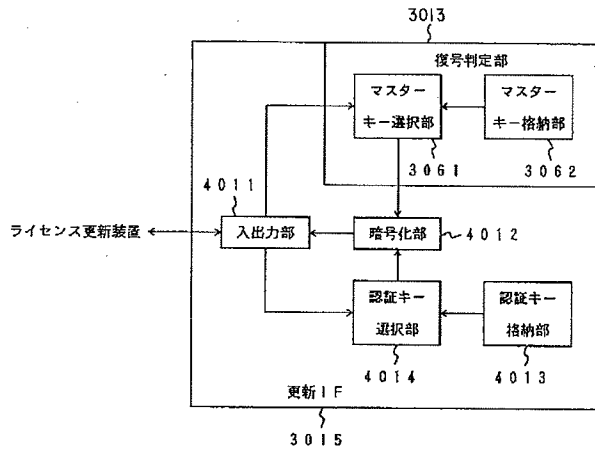 3013
復号判定部
マスター
キー選択部
マスター
キー格納部
3061
3062
4011
ライセンス更新装置
入出力部
暗号化部
4012
認証キー
選択部
認証キー
格納部
4014
4013
更新IF
3015